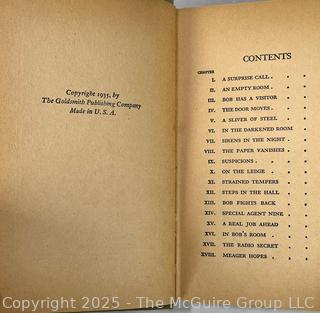 Copyright 1935, by
The Goldsmith Publishing Company
Made in U. S. A.
CONTENTS
CHAPTER
I. A SURPRISE CALL . . .
II. AN EMPTY ROOM . . .
III. BOB HAS A VISITOR . . .
IV. THE DOOR MOVES . . .
V. A SLIVER OF STEEL . . .
VI. IN THE DARKENED ROOM . .
VII. SIRENS IN THE NIGHT . . .
VIII. THE PAPER VANISHES . . .
IX. SUSPICIONS . . . .
X. ON THE LEDGE . . .
XI. STRAINED TEMPERS . . .
XII. STEPS IN THE HALL . . .
XIII. BOB FIGHTS BACK . . .
XIV. SPECIAL AGENT NINE . . .
XV. A REAL JOB AHEAD . . .
XVI. IN BOB'S ROOM . . .
XVII. THE RADIO SECRET . . .
XVIII. MEAGER HOPES . . .
Copyright 2025 - The McGuire Group LLC